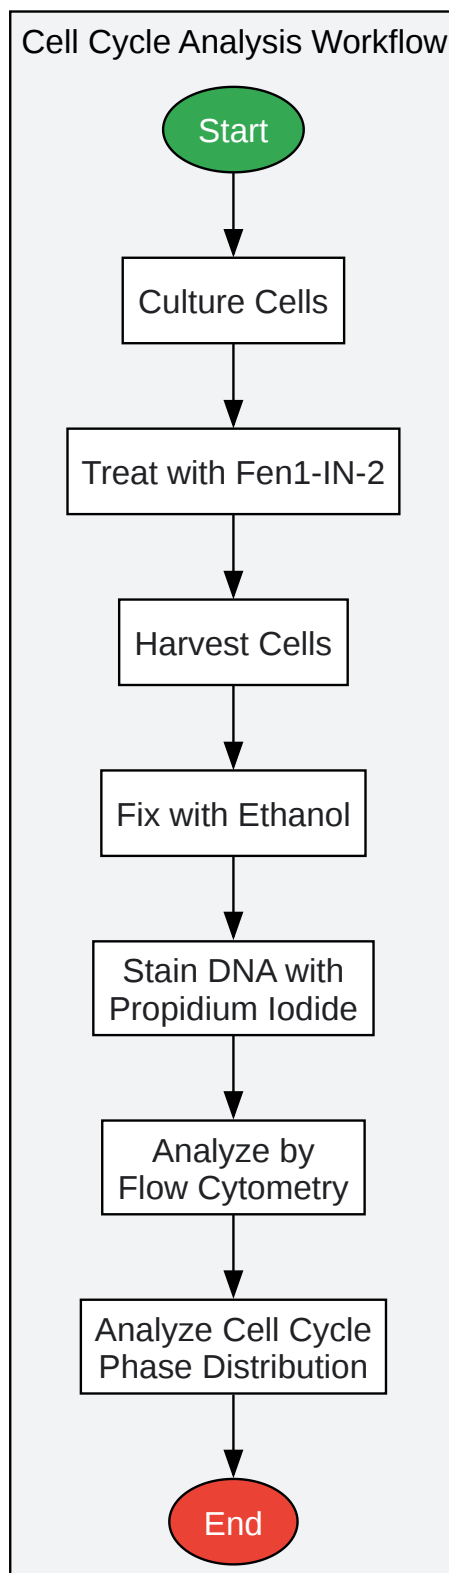 Cell Cycle Analysis Workflow
Start
Culture Cells
Treat with Fen1-IN-2
Harvest Cells
Fix with Ethanol
Stain DNA with
Propidium Iodide
Analyze by
Flow Cytometry
Analyze Cell Cycle
Phase Distribution
End